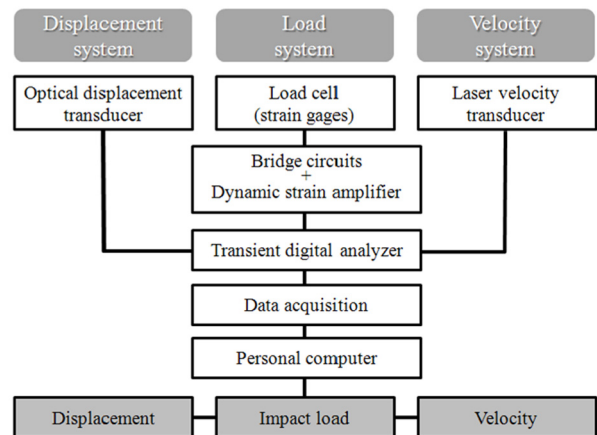 Displacement
system
Load
system
Velocity
system
Optical displacement
transducer
Load cell
(strain gages)
Laser velocity
transducer
Bridge circuits
+
Dynamic strain amplifier
Transient digital analyzer
Data acquisition
Personal computer
Displacement
Impact load
Velocity